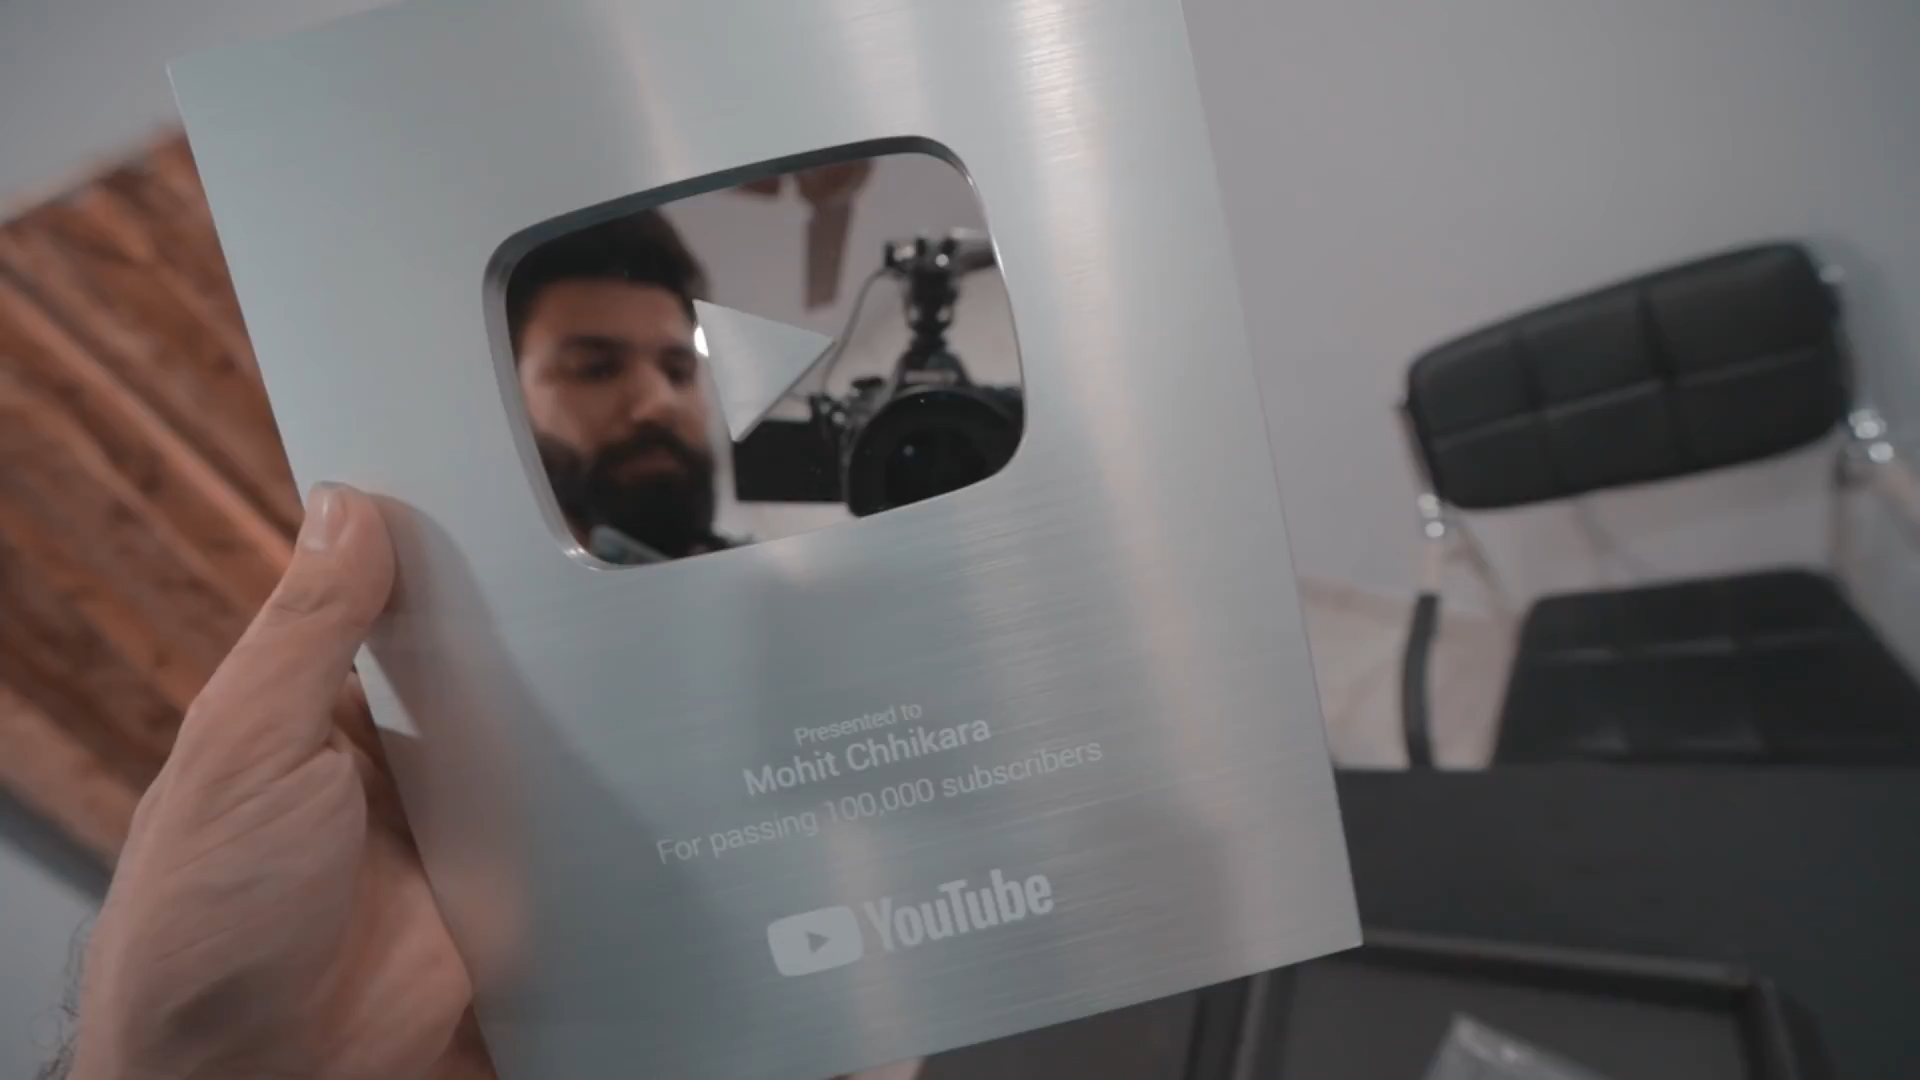 Presented to
Mohit Chhikara
For passing 100,000 subscribers
YouTube